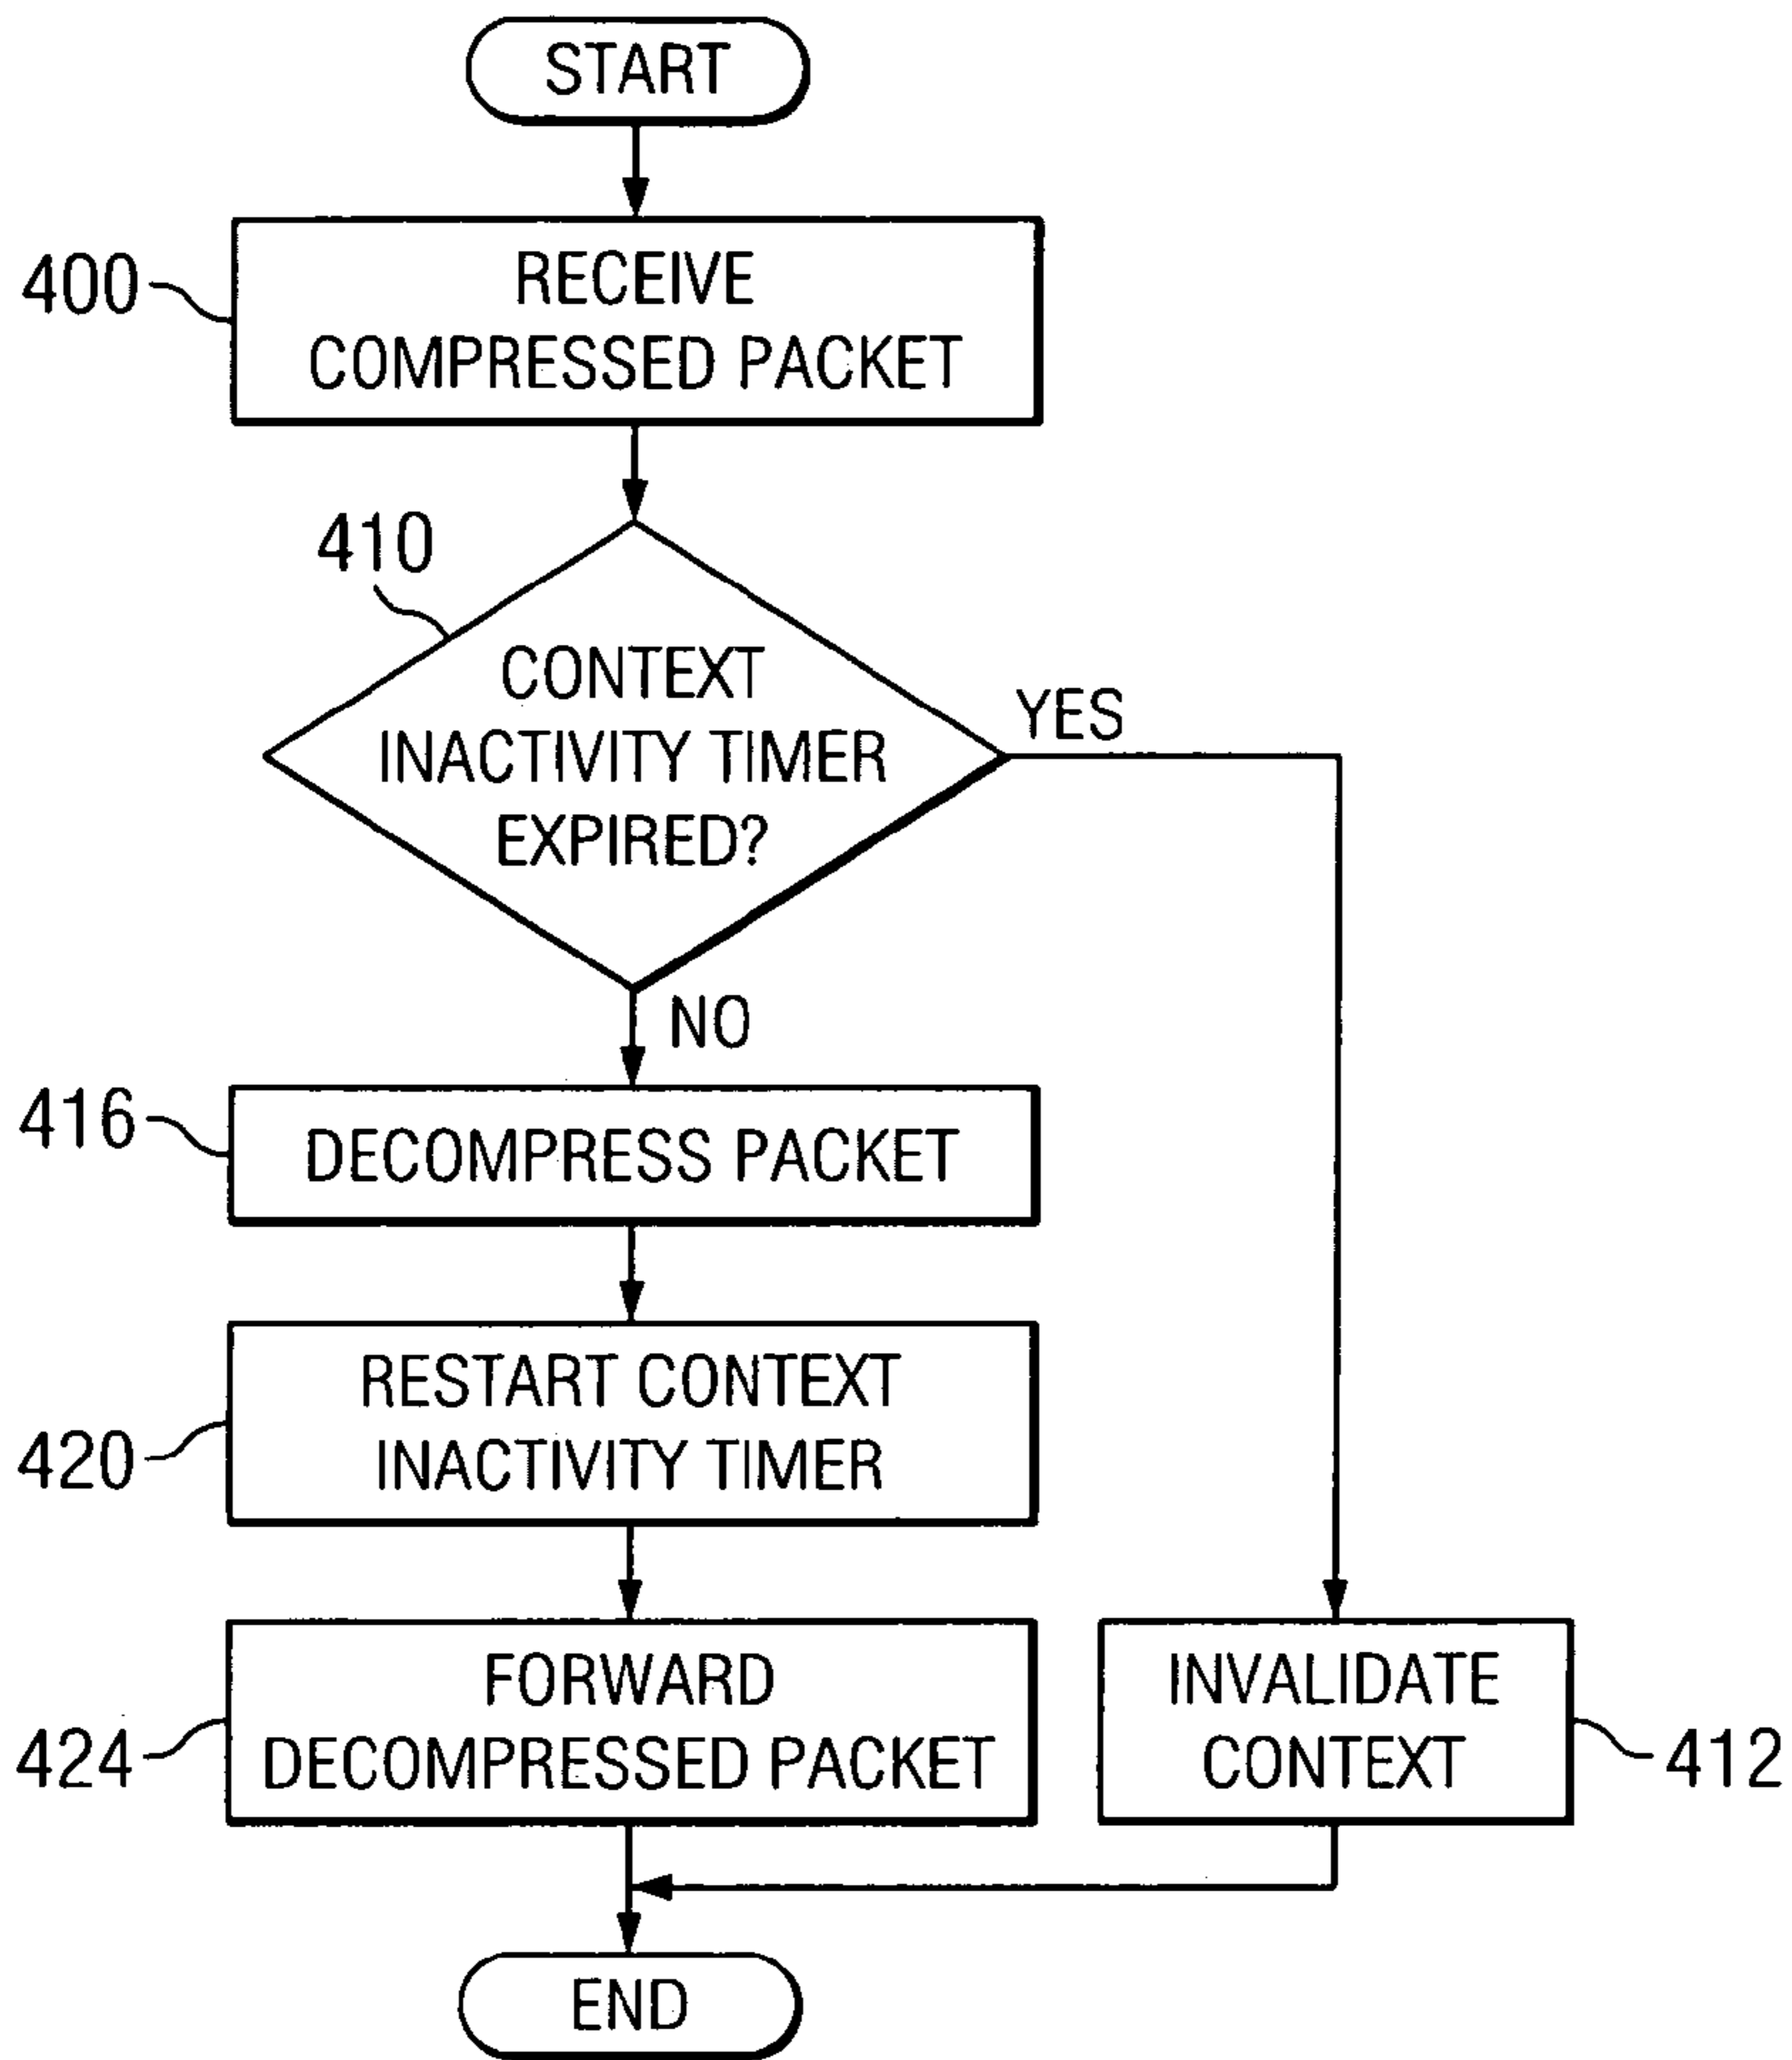 START
400
RECEIVE
COMPRESSED PACKET
410
CONTEXT
INACTIVITY TIMER
EXPIRED?
YES
NO
416
DECOMPRESS PACKET
420
RESTART CONTEXT
INACTIVITY TIMER
424
FORWARD
DECOMPRESSED PACKET
INVALIDATE
CONTEXT
412
END